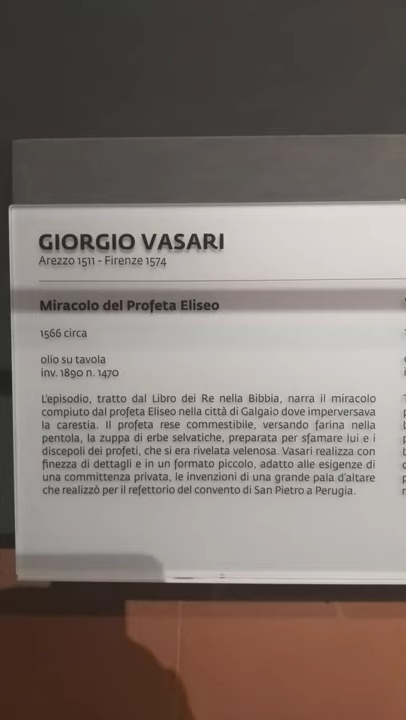 GIORGIO VASARI
Arezzo 1511 - Firenze 1574
Miracolo del Profeta Eliseo
1566 circa
olio su tavola
inv. 1890 n. 1470
L'episodio, tratto dal Libro dei Re nella Bibbia, narra il miracolo
compiuto dal profeta Eliseo nella città di Galgaio dove imperversava
la carestia. Il profeta rese commestibile, versando farina nella
pentola, la zuppa di erbe selvatiche, preparata per sfamare lui e i
discepoli dei profeti, che si era rivelata velenosa. Vasari realizza con
finezza di dettagli e in un formato piccolo, adatto alle esigenze di
una committenza privata, le invenzioni di una grande pala d'altare
che realizzò per il refettorio del convento di San Pietro a Perugia.